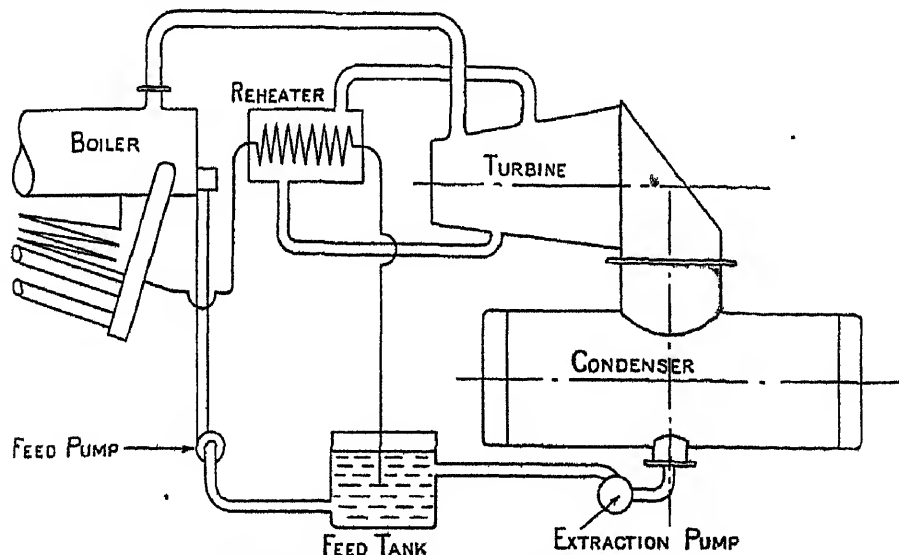 REHEATER
BOILER
TURBINE
CONDENSER
FEED PUMP
FEED TANK
EXTRACTION PUMP